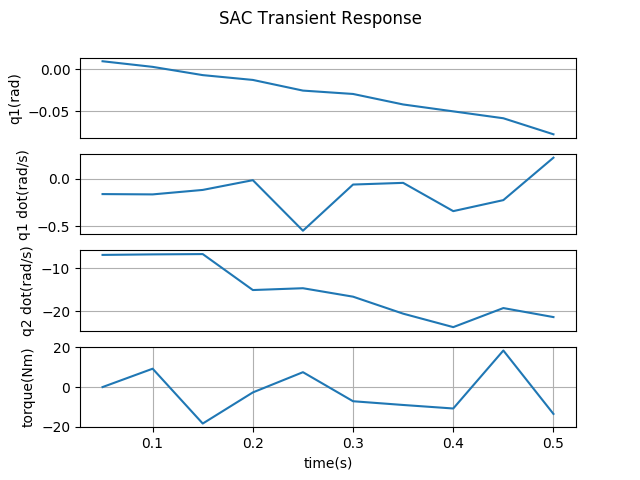 SAC Transient Response
q1(rad)
0.00
−0.05
q1 dot(rad/s)
0.0
−0.5
q2 dot(rad/s)
−10
−20
torque(Nm)
20
0
−20
0.1 0.2 0.3 0.4 0.5
time(s)